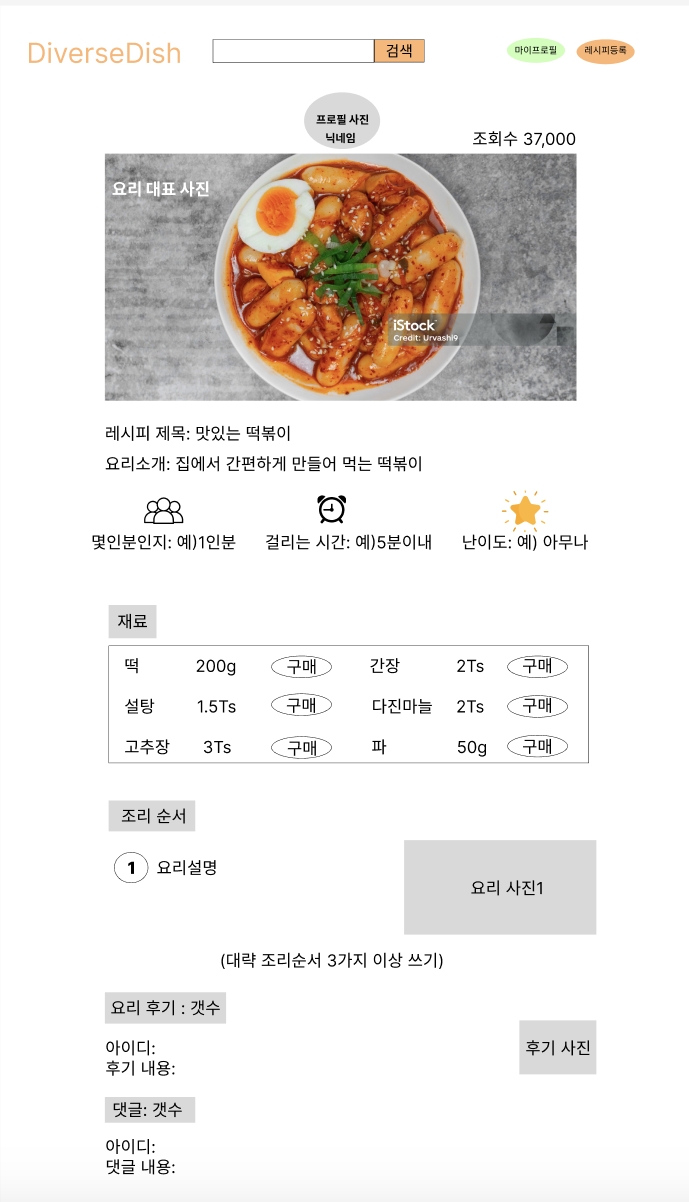 DiverseDish
검색
마이프로필
레시피등록
프로필 사진
닉네임
조회수 37,000
요리 대표 사진
iStock
Credit: Urvashi9
레시피 제목: 맛있는 떡볶이
요리소개: 집에서 간편하게 만들어 먹는 떡볶이
몇인분인지: 예)1인분
걸리는 시간: 예)5분이내
난이도: 예) 아무나
재료
떡 200g 구매 간장 2Ts 구매
설탕 1.5Ts 구매 다진마늘 2Ts 구매
고추장 3Ts 구매 파 50g 구매
조리 순서
1 요리설명
요리 사진1
(대략 조리순서 3가지 이상 쓰기)
요리 후기 : 갯수
아이디:
후기 내용:
후기 사진
댓글: 갯수
아이디:
댓글 내용: